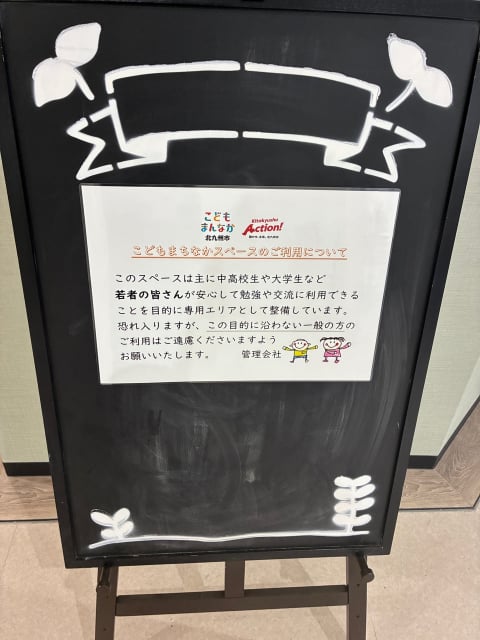 こども
まんなか
北九州市
Kitakyushu
Action!
こどもまちなかスペースのご利用について
このスペースは主に中高校生や大学生など
若者の皆さんが安心して勉強や交流に利用できる
ことを目的に専用エリアとして整備しています。
恐れ入りますが、この目的に沿わない一般の方の
ご利用はご遠慮くださいますよう
お願いいたします。 管理会社